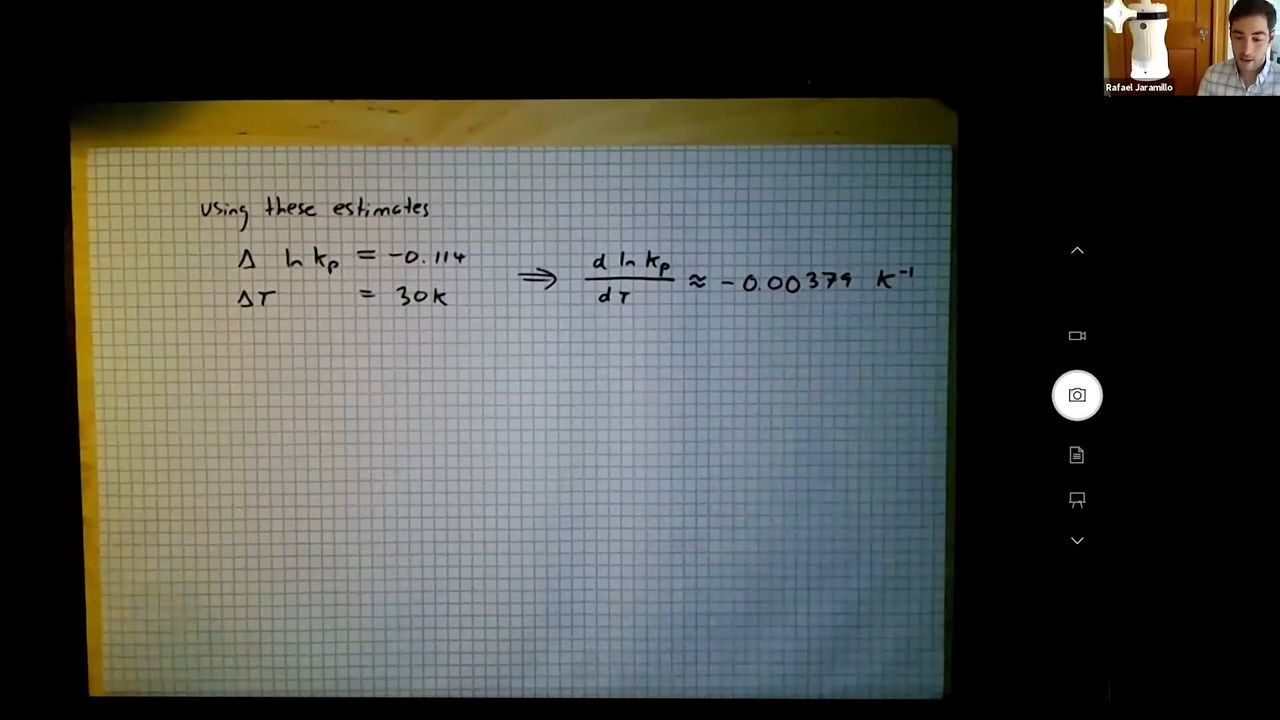 Rafael Jaramillo
using these estimates
Δ ln kp = -0.114
ΔT = 30K
⟹ d ln kp / dT ≈ -0.00379 K⁻¹